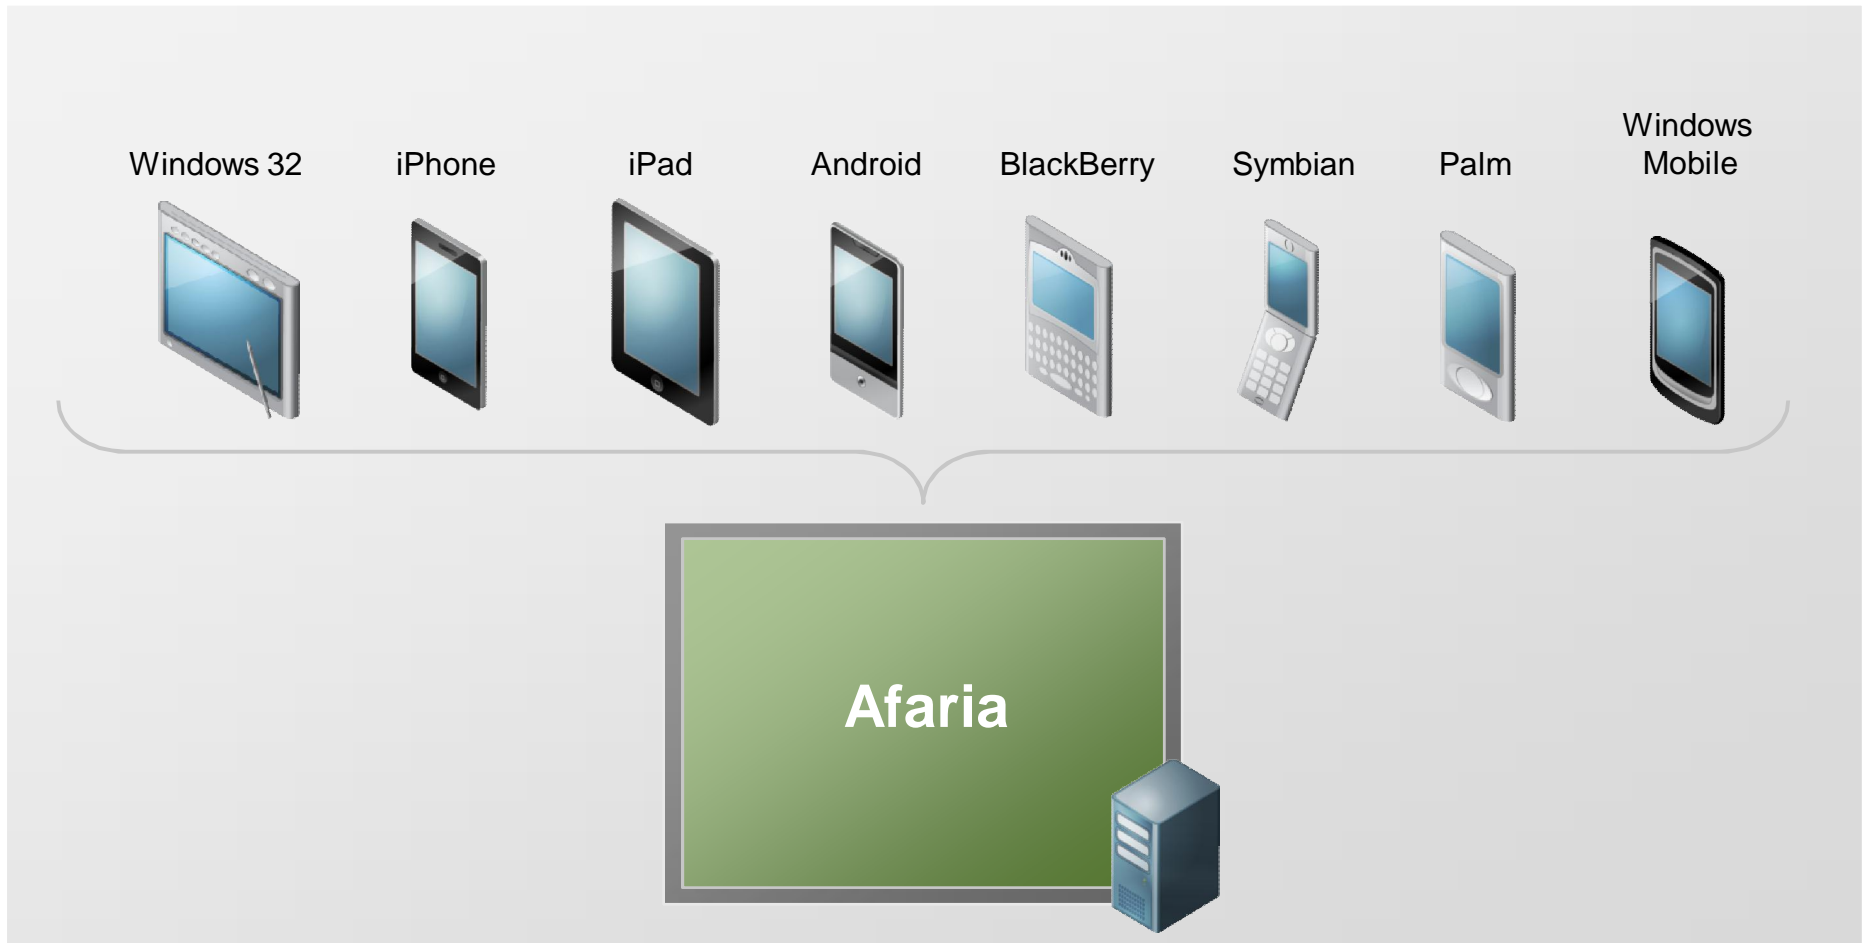 Windows 32
iPhone
iPad
Android
BlackBerry
Symbian
Palm
Windows
Mobile
Afaria